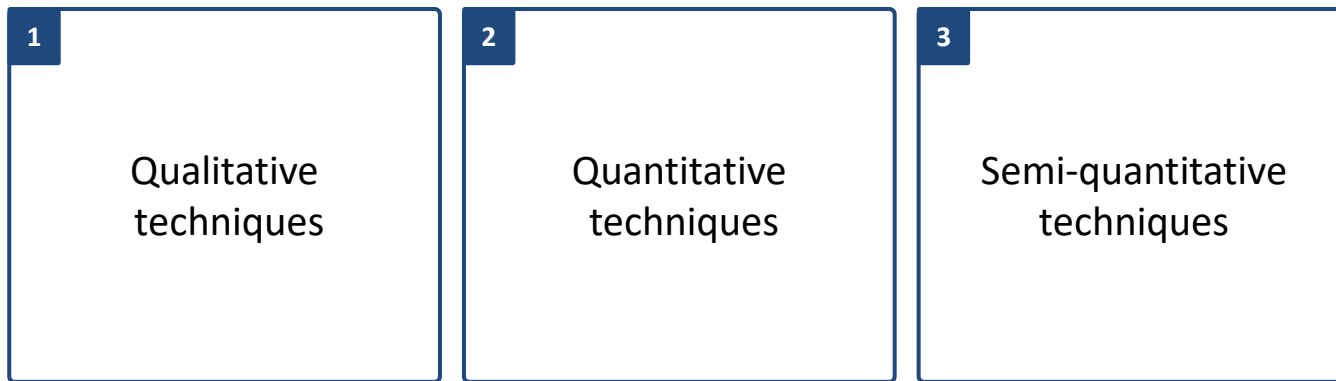 1
Qualitative
techniques
2
Quantitative
techniques
3
Semi-quantitative
techniques